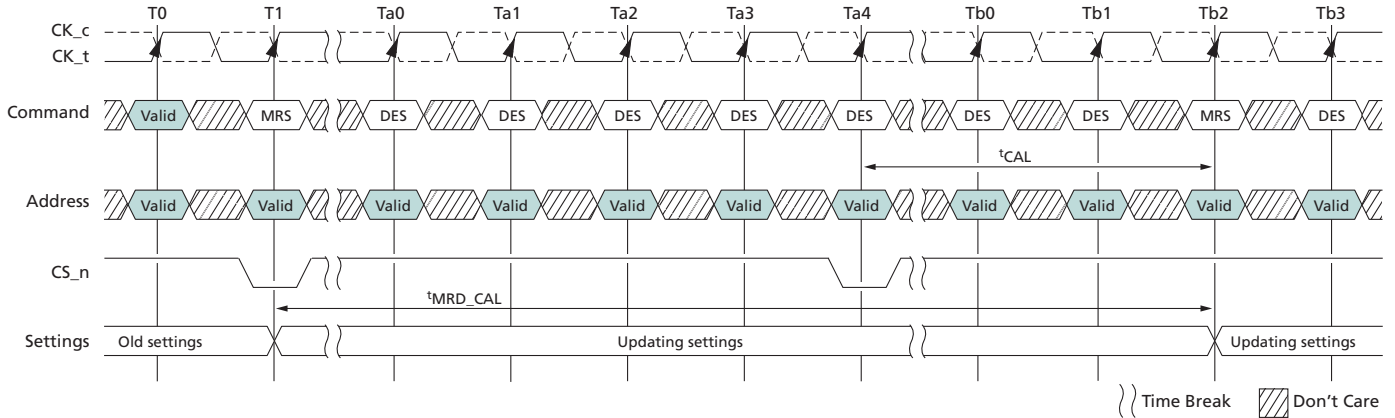 T0 T1 Ta0 Ta1 Ta2 Ta3 Ta4 Tb0 Tb1 Tb2 Tb3
CK_c
CK_t
Command Valid MRS DES DES DES DES DES DES DES MRS DES
tCAL
Address Valid Valid Valid Valid Valid Valid Valid Valid Valid Valid Valid
CS_n
tMRD_CAL
Settings Old settings Updating settings Updating settings
Time Break Don't Care